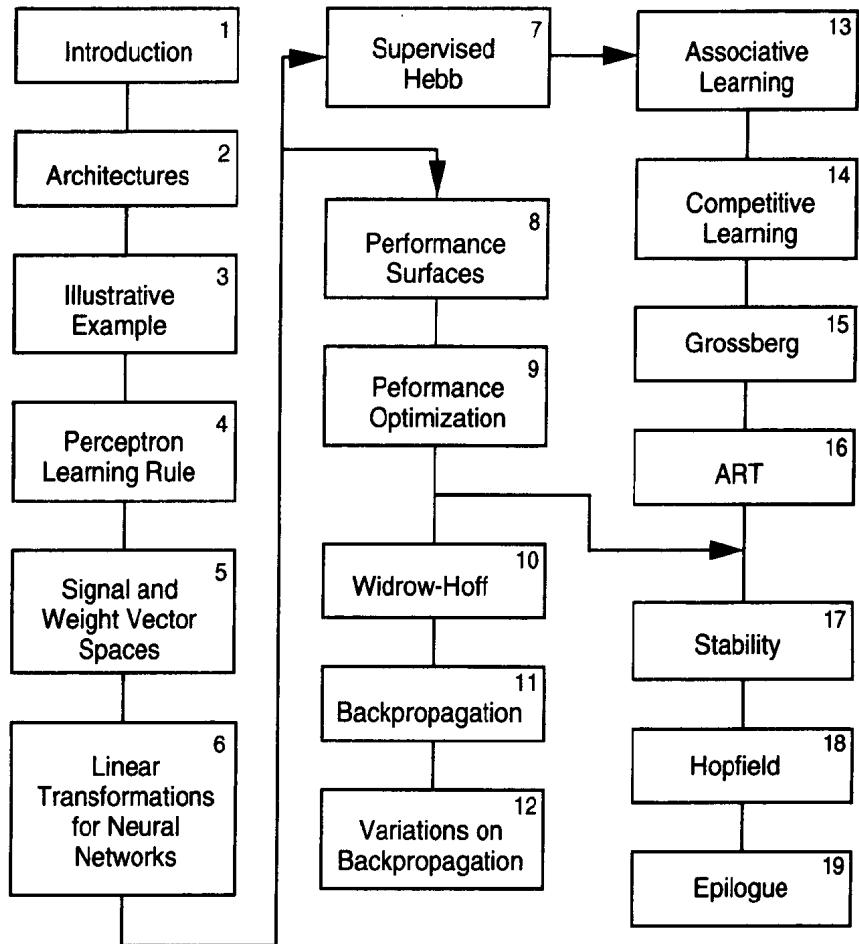 1
Introduction
2
Architectures
3
Illustrative
Example
4
Perceptron
Learning Rule
5
Signal and
Weight Vector
Spaces
6
Linear
Transformations
for Neural
Networks
7
Supervised
Hebb
8
Performance
Surfaces
9
Peformance
Optimization
10
Widrow-Hoff
11
Backpropagation
12
Variations on
Backpropagation
13
Associative
Learning
14
Competitive
Learning
15
Grossberg
16
ART
17
Stability
18
Hopfield
19
Epilogue